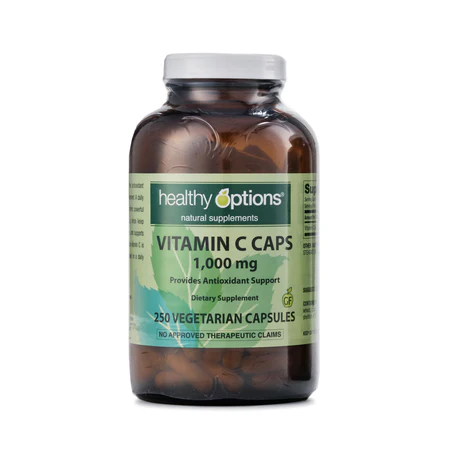 healthy options®
natural supplements
VITAMIN C CAPS
1,000 mg
Provides Antioxidant Support
Dietary Supplement
GF
250 VEGETARIAN CAPSULES
NO APPROVED THERAPEUTIC CLAIMS